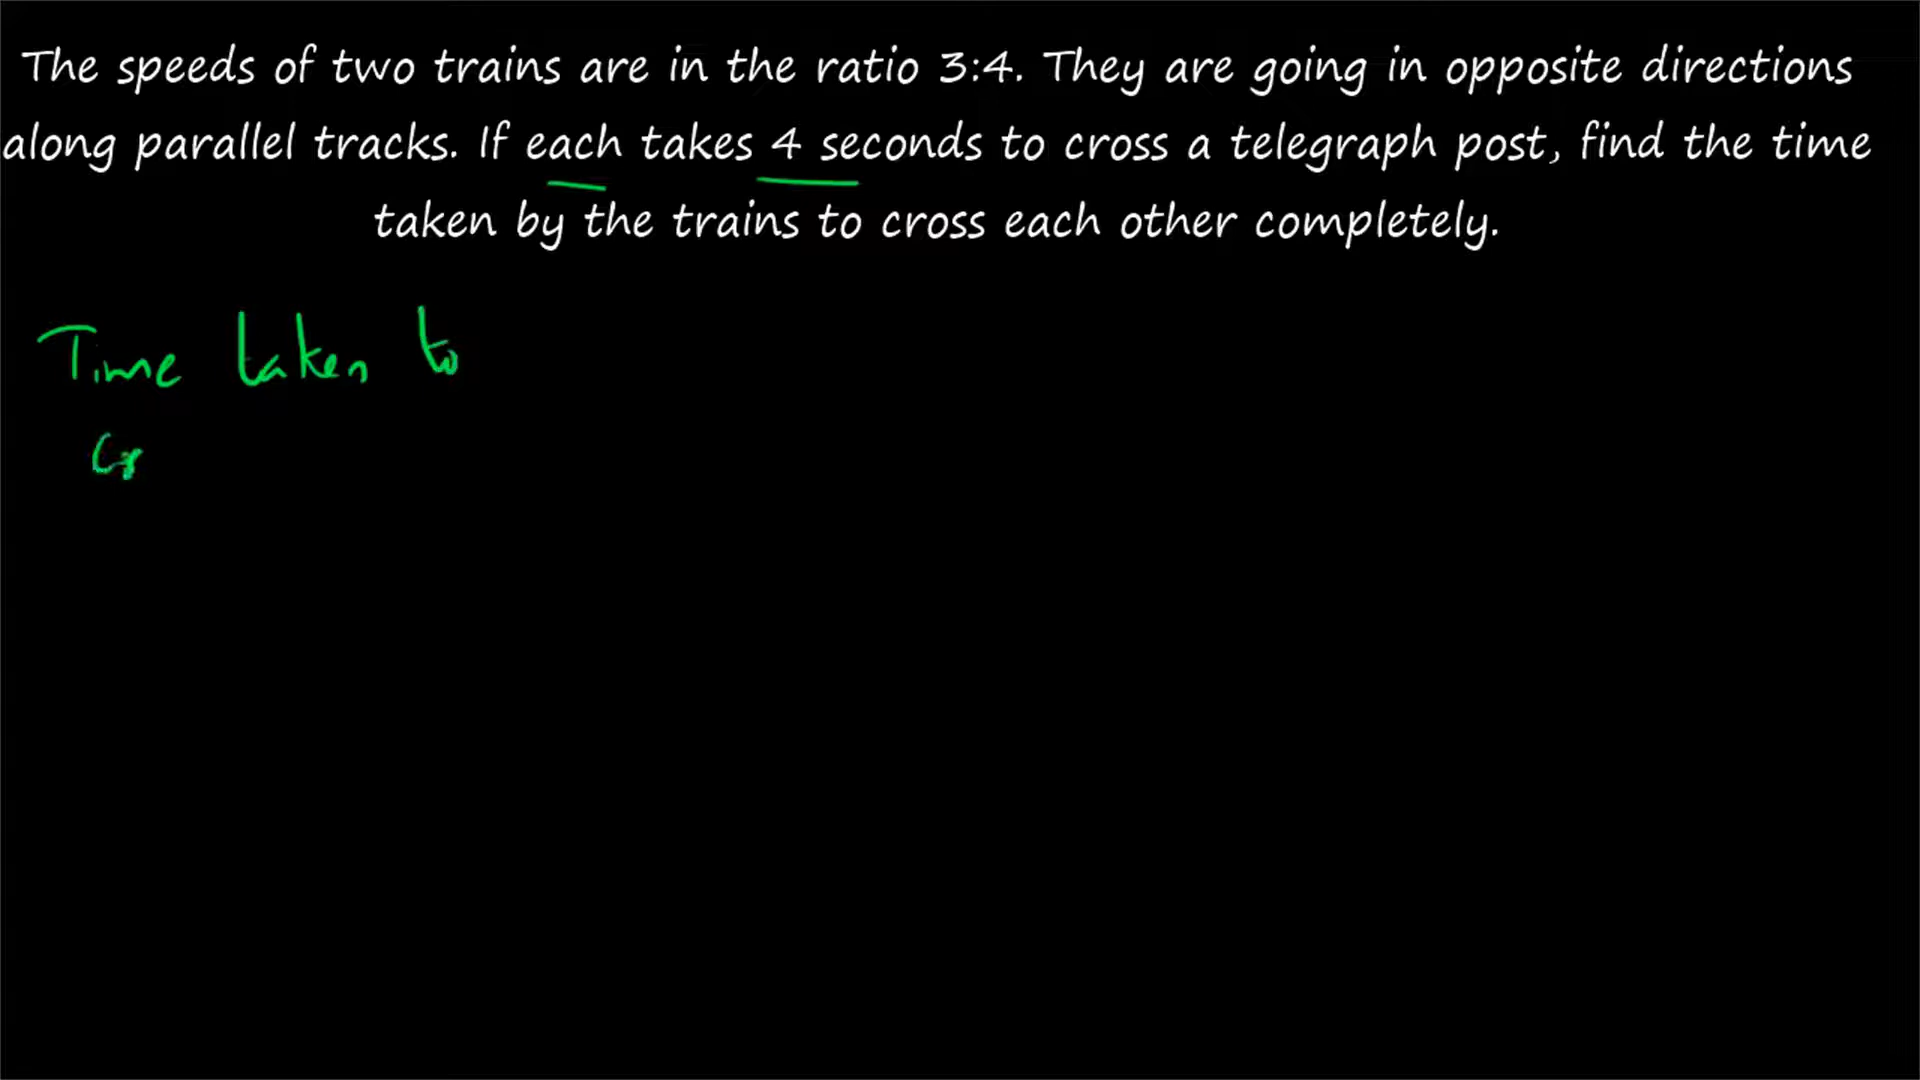 The speeds of two trains are in the ratio 3:4. They are going in opposite directions
along parallel tracks. If each takes 4 seconds to cross a telegraph post, find the time
taken by the trains to cross each other completely.
Time taken to
Cr